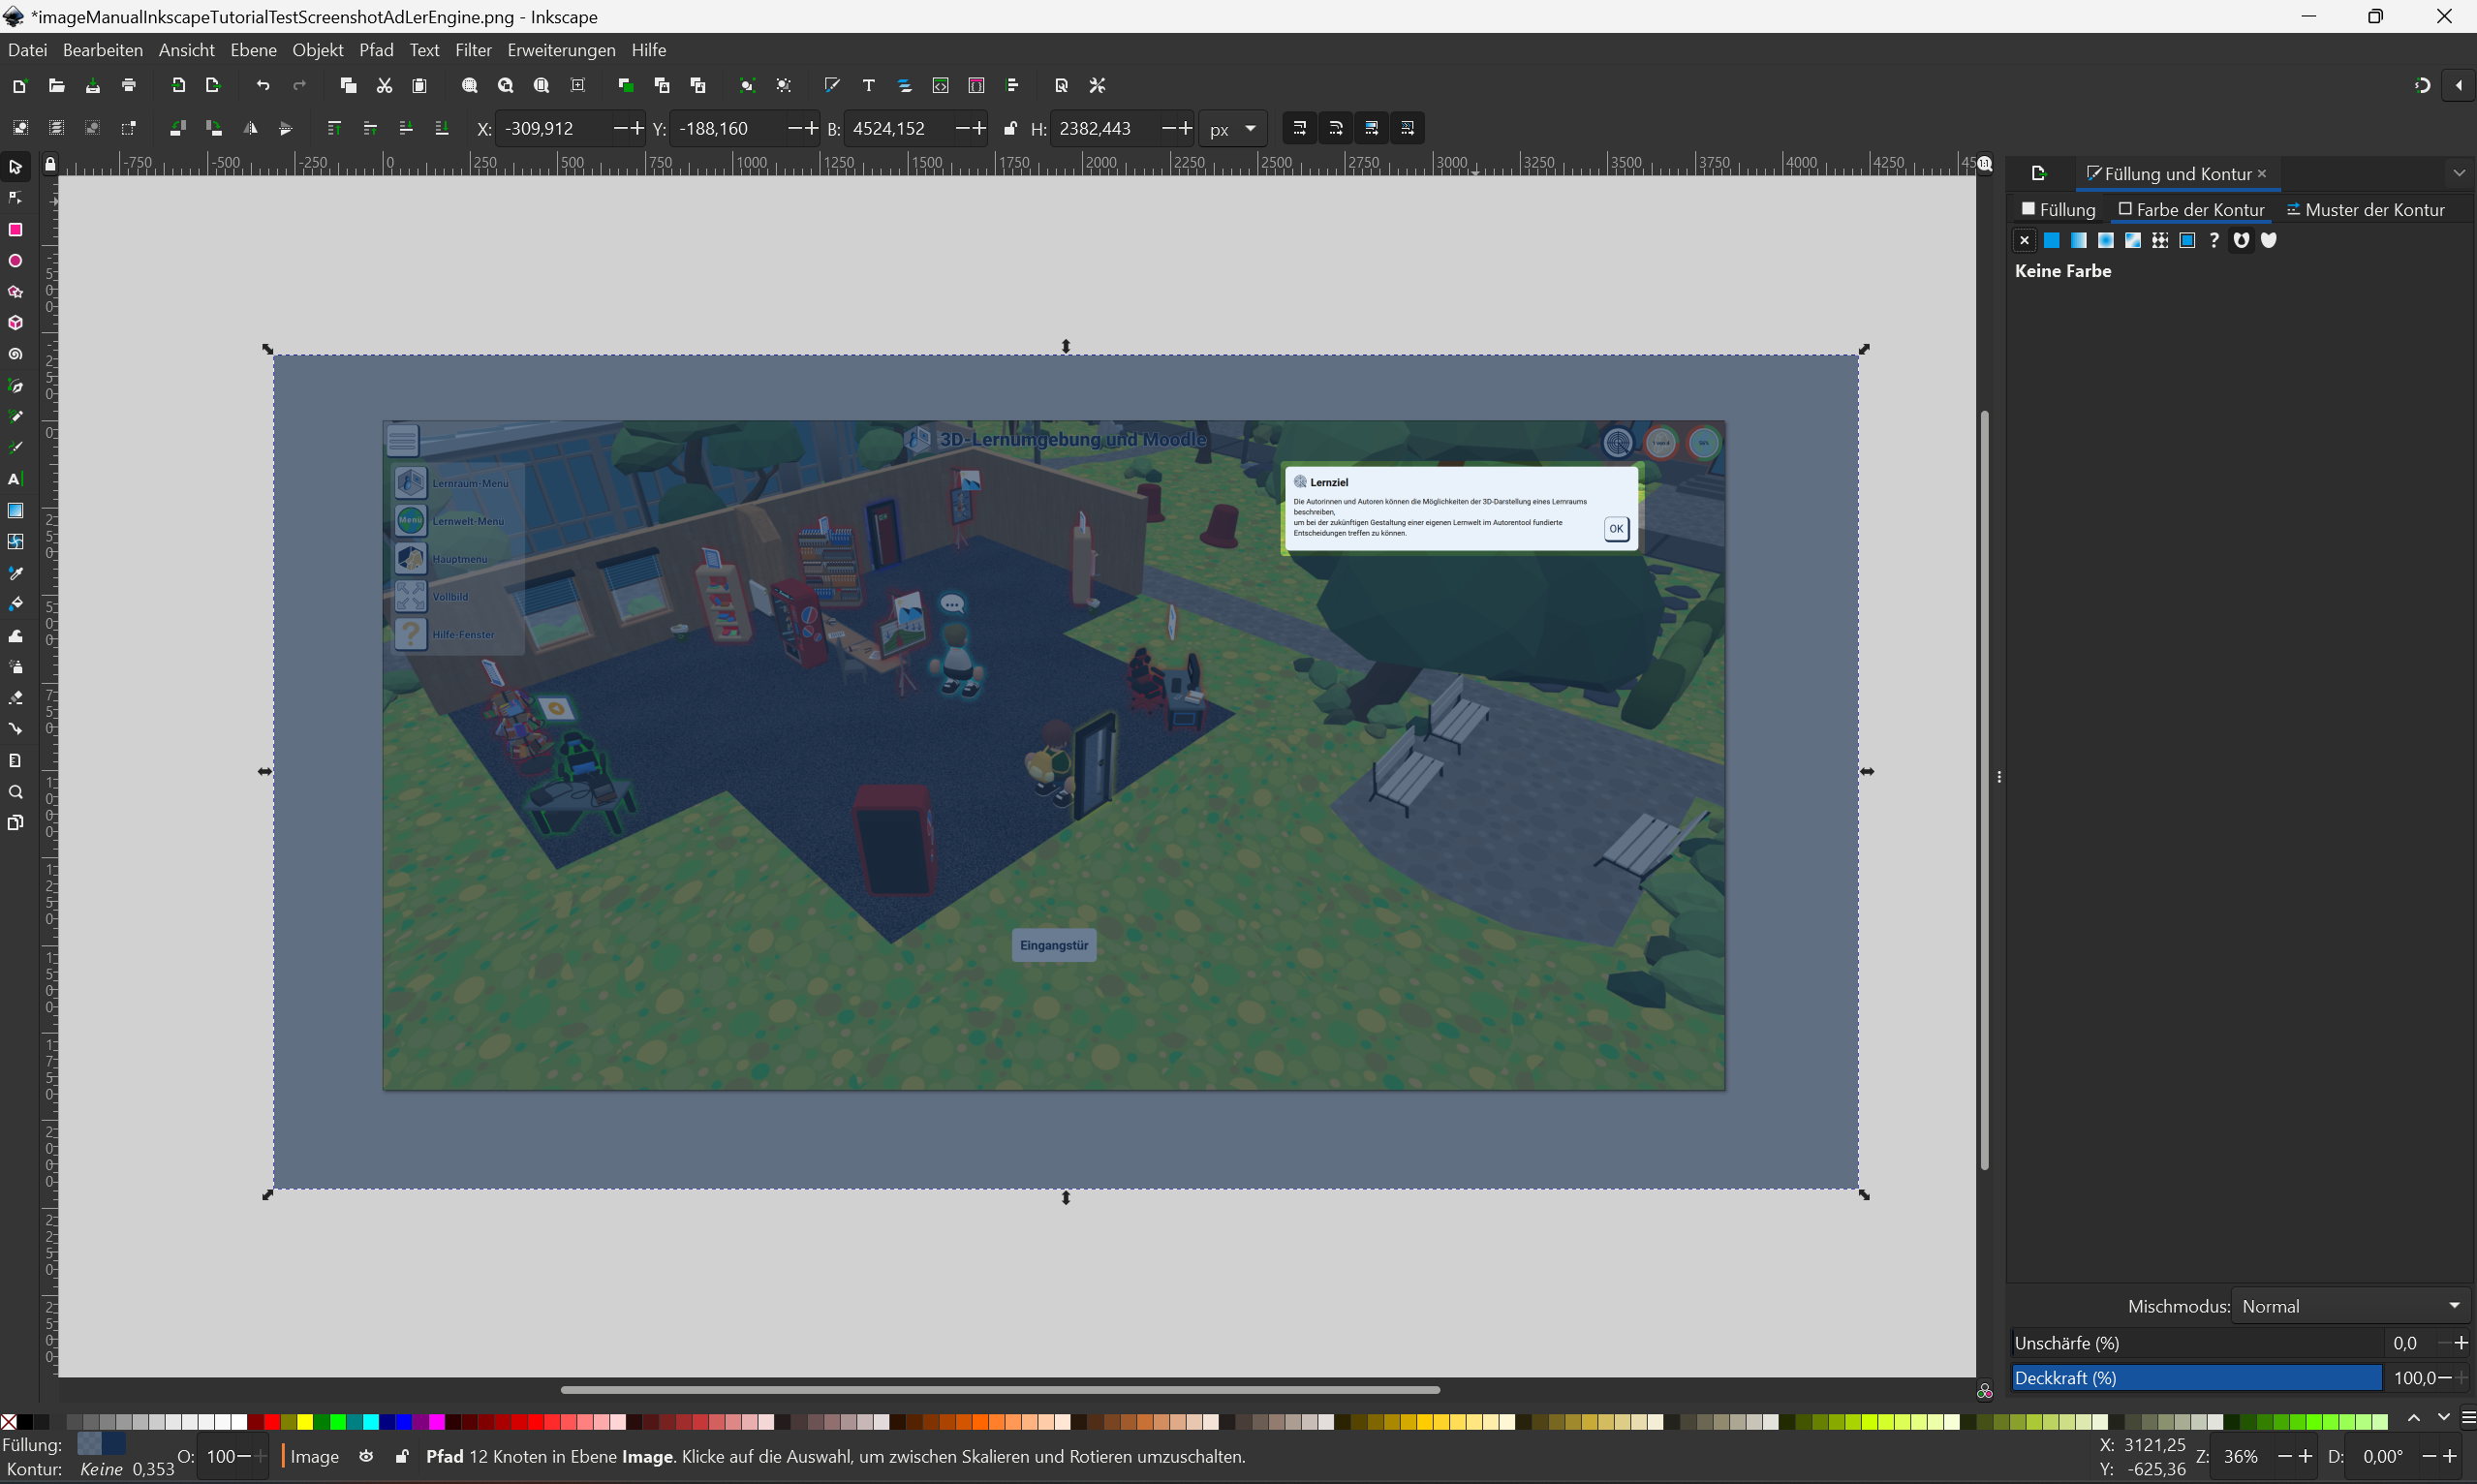 *imageManualInkscapeTutorialTestScreenshotAdLerEngine.png - Inkscape
Datei Bearbeiten Ansicht Ebene Objekt Pfad Text Filter Erweiterungen Hilfe
X: -309,912 Y: -188,160 B: 4524,152 H: 2382,443 px
-750 -500 -250 0 250 500 750 1000 1250 1500 1750 2000 2250 2500 2750 3000 3250 3500 3750 4000 4250
Füllung und Kontur
Füllung Farbe der Kontur Muster der Kontur
Keine Farbe
3D-Lernumgebung und Moodle
Lernraum-Menü
Menü Lernwelt-Menü
Hauptmenü
Vollbild
Hilfe-Fenster
Lernziel
Die Autorinnen und Autoren können die Möglichkeiten der 3D-Darstellung eines Lernraums
beschreiben,
um bei der zukünftigen Gestaltung einer eigenen Lernwelt im Autorentool fundierte
Entscheidungen treffen zu können.
OK
Eingangstür
Mischmodus: Normal
Unschärfe (%) 0,0
Deckkraft (%) 100,0
Füllung:
Kontur: Keine 0,353
O: 100
Image
Pfad 12 Knoten in Ebene Image. Klicke auf die Auswahl, um zwischen Skalieren und Rotieren umzuschalten.
X: 3121,25
Y: -625,36
Z: 36%
D: 0,00°